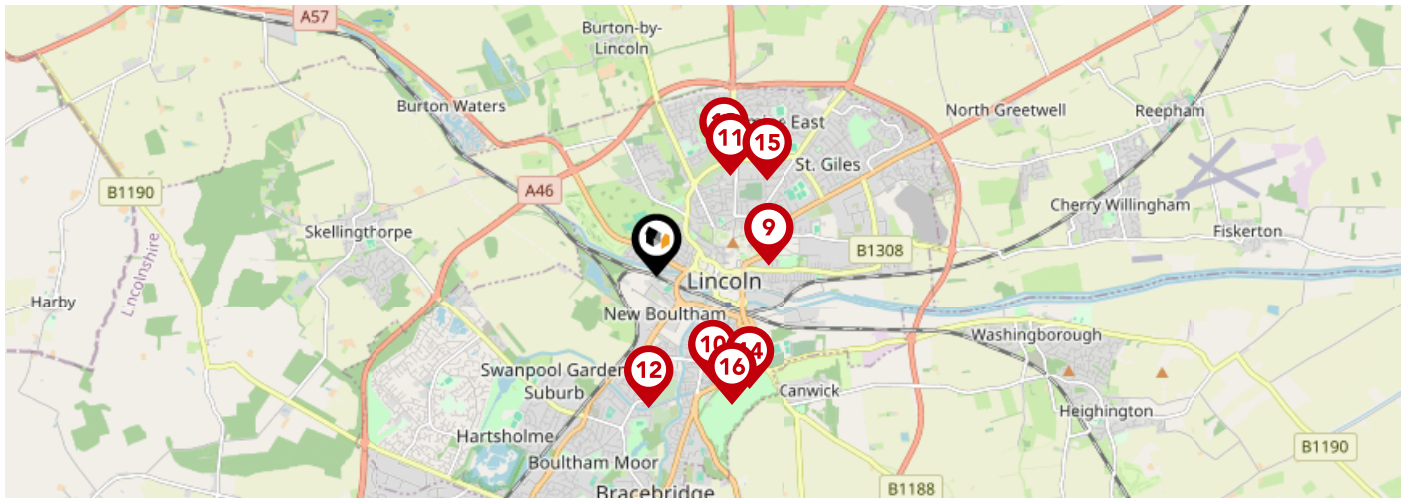 A57
Burton-by-
Lincoln
Burton Waters
North Greetwell
Reepham
East
11
15
St. Giles
B1190
A46
Cherry Willingham
Skellingthorpe
9
Fiskerton
B1308
Lincolnshire
Lincoln
Harby
New Boultham
Washingborough
10
14
16
12
Swanpool Garden
Suburb
Canwick
Heighington
Hartsholme
B1190
Boultham Moor
B1188
Bracebridge